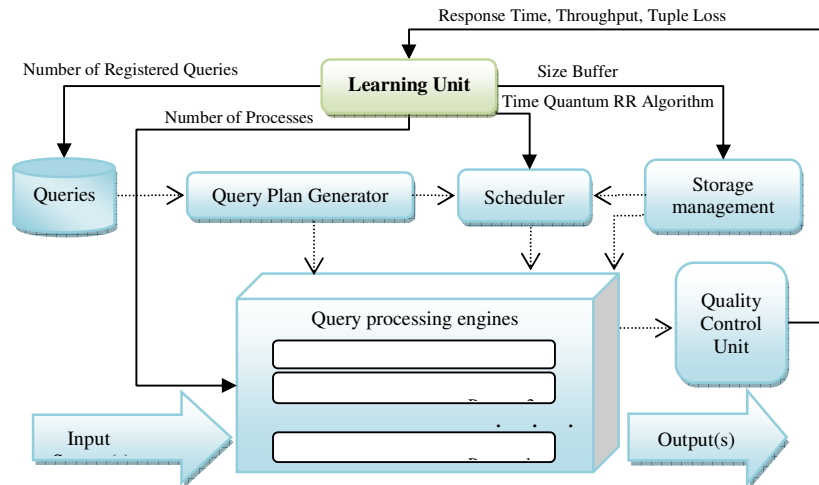 Response Time, Throughput, Tuple Loss
Number of Registered Queries
Learning Unit
Size Buffer
Number of Processes
Time Quantum RR Algorithm
Queries
Query Plan Generator
Scheduler
Storage
management
Query processing engines
Quality
Control
Unit
. . .
Input
Output(s)